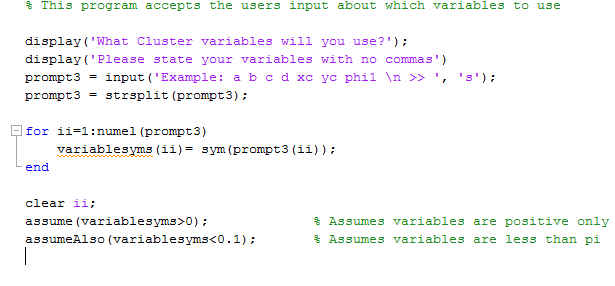 % This program accepts the users input about which variables to use
display('What Cluster variables will you use?');
display('Please state your variables with no commas')
prompt3 = input('Example: a b c d xc yc phi1 \n >> ', 's');
prompt3 = strsplit(prompt3);
for ii=1:numel(prompt3)
variablesyms(ii)= sym(prompt3(ii));
end
clear ii;
assume(variablesyms>0); % Assumes variables are positive only
assumeAlso(variablesyms<0.1); % Assumes variables are less than pi